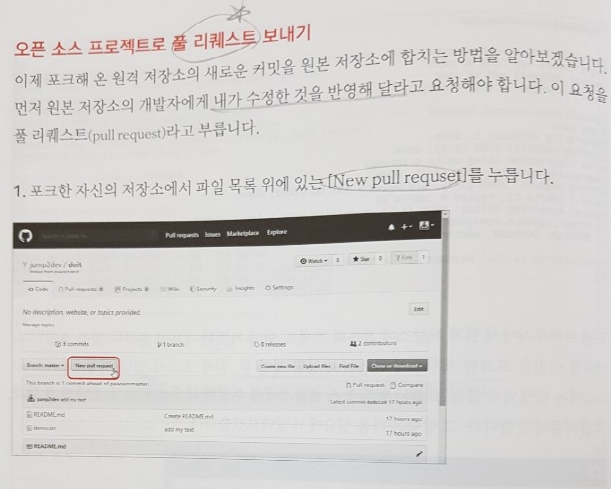 오픈 소스 프로젝트로 풀 리퀘스트 보내기
이제 포크해 온 원격 저장소의 새로운 커밋을 원본 저장소에 합치는 방법을 알아보겠습니다.
먼저 원본 저장소의 개발자에게 내가 수정한 것을 반영해 달라고 요청해야 합니다. 이 요청을
풀 리퀘스트(pull request)라고 부릅니다.
1. 포크한 자신의 저장소에서 파일 목록 위에 있는 [New pull requset]를 누릅니다.
Pull requests Issues Marketplace Explore
jump2dev / doit
Watch 0 Star 0 Fork 1
Code Pull requests 0 Projects 0 Wiki Security Insights Settings
No description, website, or topics provided.
Edit
Manage topics
3 commits 1 branch 0 releases 2 contributors
Branch: master New pull request Create new file Upload files Find File Clone or download
This branch is 1 commit ahead of
Pull request Compare
jump2dev add my text
Latest commit 17 hours ago
README.md Create README.md 17 hours ago
add my text 17 hours ago
README.md